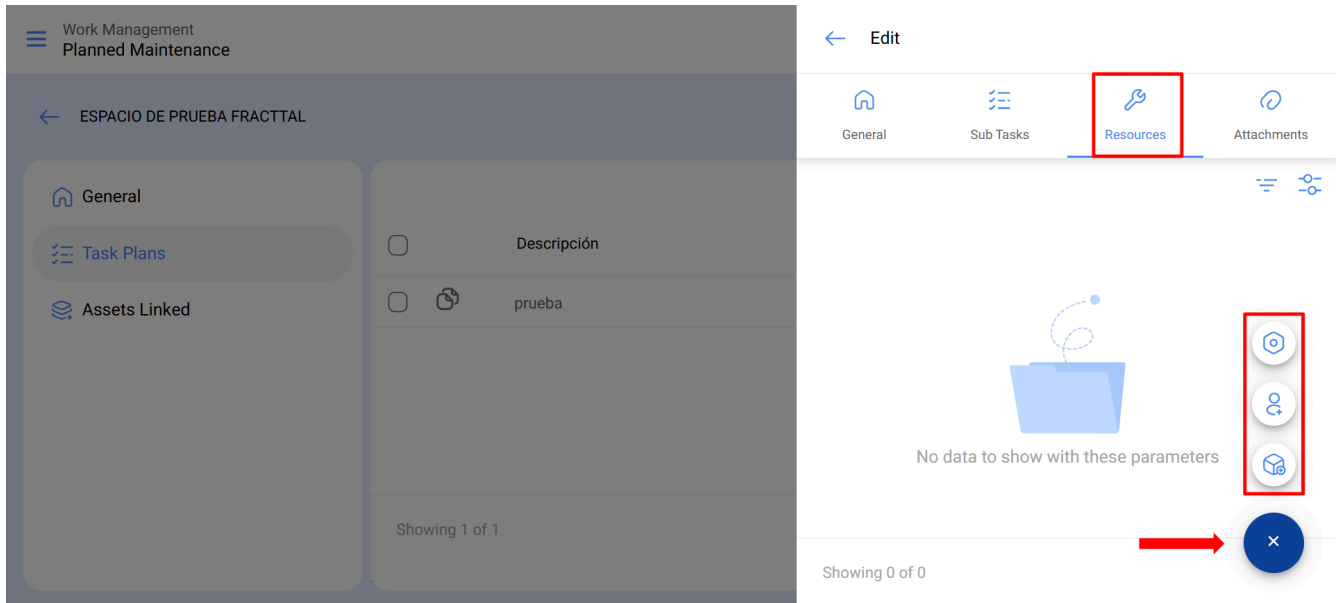 Work Management
Planned Maintenance
ESPACIO DE PRUEBA FRACTTAL
General
Task Plans
Assets Linked
Descripción
prueba
Showing 1 of 1
Edit
General
Sub Tasks
Resources
Attachments
No data to show with these parameters
Showing 0 of 0